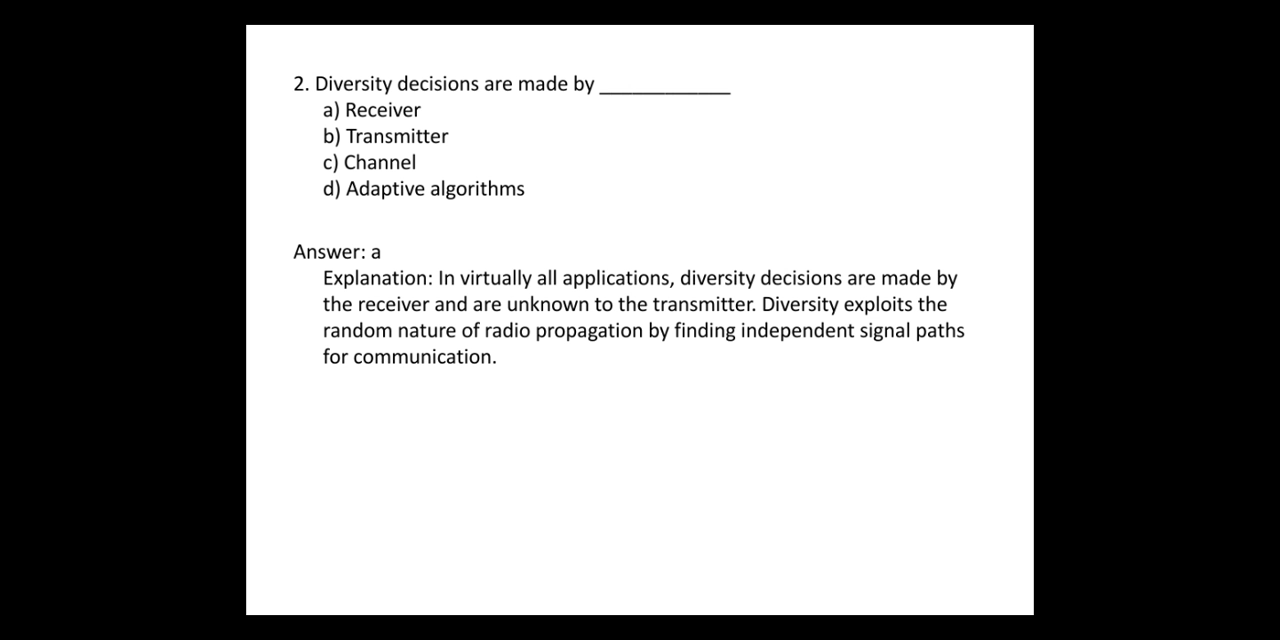 2. Diversity decisions are made by ____________
a) Receiver
b) Transmitter
c) Channel
d) Adaptive algorithms
Answer: a
Explanation: In virtually all applications, diversity decisions are made by
the receiver and are unknown to the transmitter. Diversity exploits the
random nature of radio propagation by finding independent signal paths
for communication.